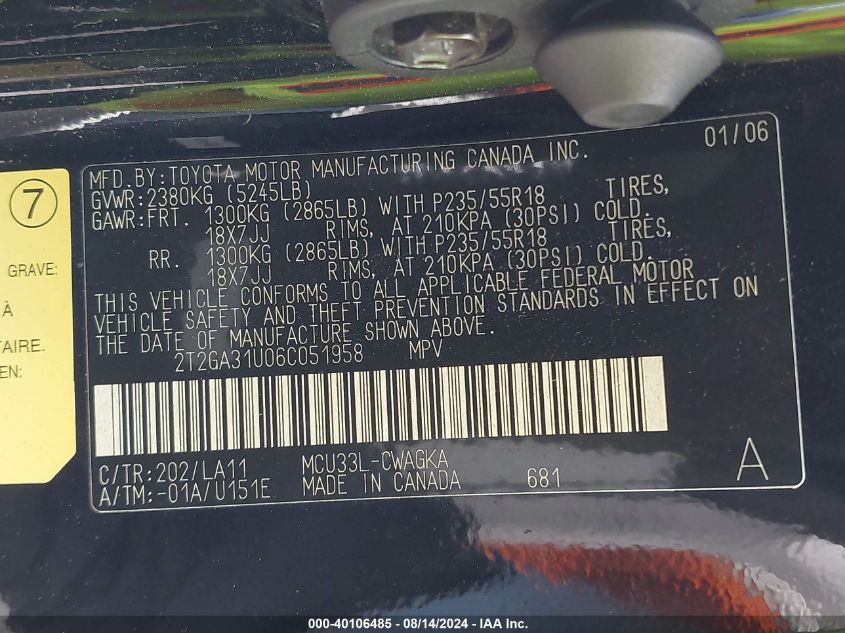 01/06
MFD.BY:TOYOTA MOTOR MANUFACTURING CANADA INC.
GVWR:2380KG (5245LB)
GAWR:FRT. 1300KG (2865LB) WITH P235/55R18 TIRES,
18X7JJ RIMS, AT 210KPA (30PSI) COLD.
RR. 1300KG (2865LB) WITH P235/55R18 TIRES,
18X7JJ RIMS, AT 210KPA (30PSI) COLD.
THIS VEHICLE CONFORMS TO ALL APPLICABLE FEDERAL MOTOR
VEHICLE SAFETY AND THEFT PREVENTION STANDARDS IN EFFECT ON
THE DATE OF MANUFACTURE SHOWN ABOVE.
2T2GA31U06C051958 MPV
C/TR:202/LA11 MCU33L-CWAGKA
A/TM:-01A/U151E MADE IN CANADA 681 A
7
GRAVE:
À
TAIRE.
EN:
000-40106485 - 08/14/2024 - IAA Inc.